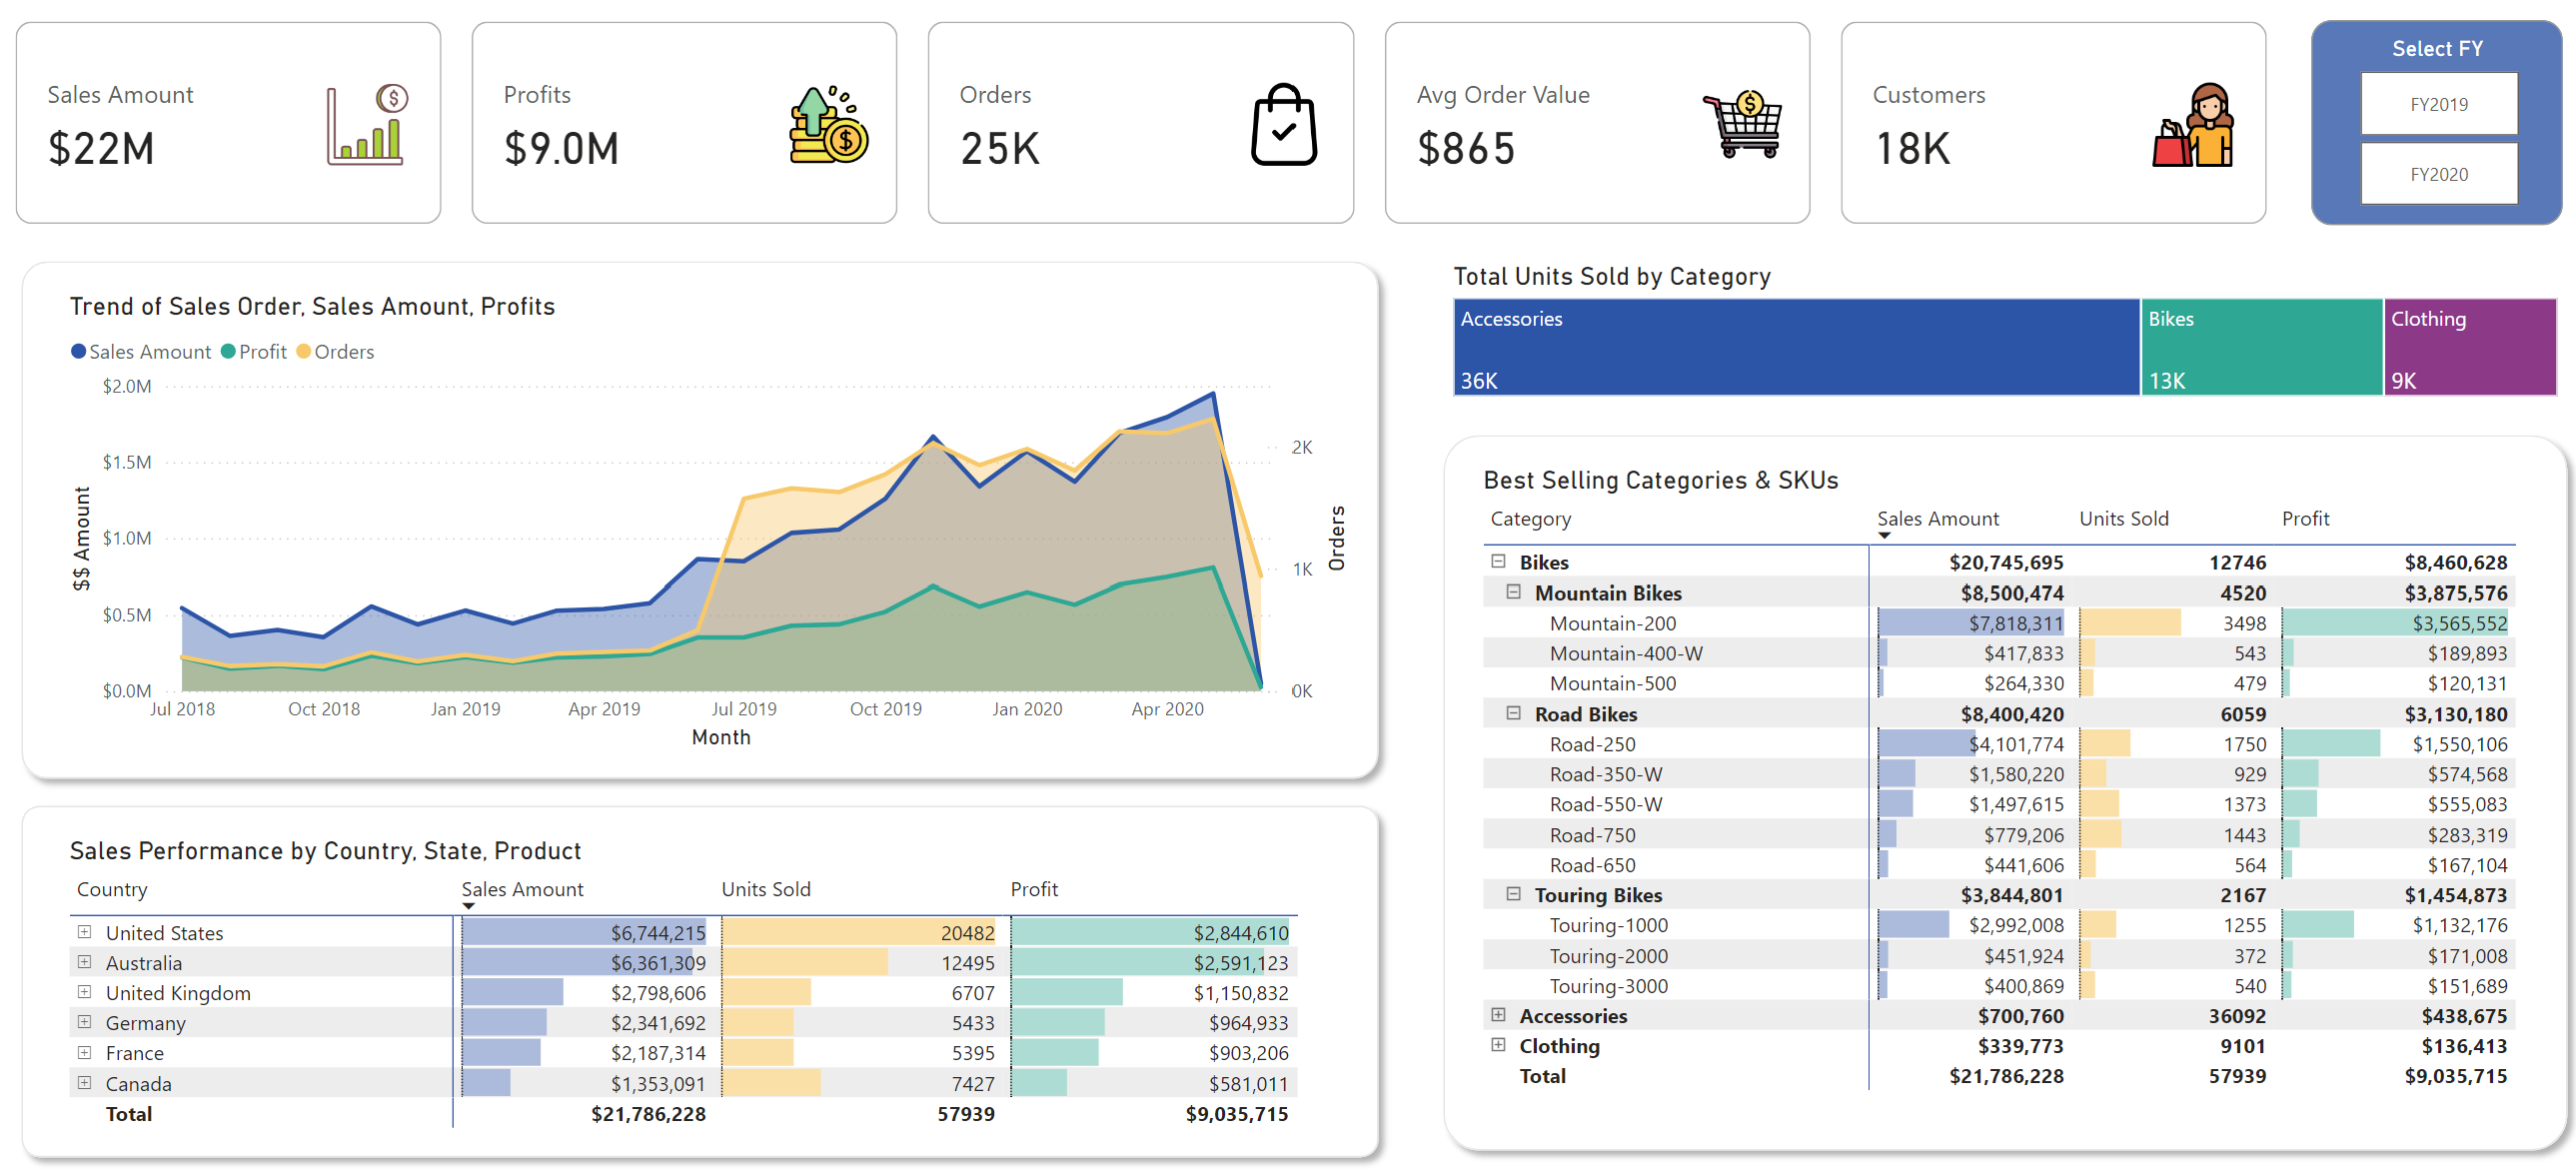 Sales Amount
$22M
Profits
$9.0M
Orders
25K
Avg Order Value
$865
Customers
18K
Select FY
FY2019
FY2020
Trend of Sales Order, Sales Amount, Profits
Sales Amount Profit Orders
$2.0M
$1.5M
$1.0M
$0.5M
$0.0M
$$ Amount
2K
1K
0K
Orders
Jul 2018 Oct 2018 Jan 2019 Apr 2019 Jul 2019 Oct 2019 Jan 2020 Apr 2020
Month
Total Units Sold by Category
Accessories Bikes Clothing
36K 13K 9K
Sales Performance by Country, State, Product
Country Sales Amount Units Sold Profit
United States $6,744,215 20482 $2,844,610
Australia $6,361,309 12495 $2,591,123
United Kingdom $2,798,606 6707 $1,150,832
Germany $2,341,692 5433 $964,933
France $2,187,314 5395 $903,206
Canada $1,353,091 7427 $581,011
Total $21,786,228 57939 $9,035,715
Best Selling Categories & SKUs
Category Sales Amount Units Sold Profit
Bikes $20,745,695 12746 $8,460,628
Mountain Bikes $8,500,474 4520 $3,875,576
Mountain-200 $7,818,311 3498 $3,565,552
Mountain-400-W $417,833 543 $189,893
Mountain-500 $264,330 479 $120,131
Road Bikes $8,400,420 6059 $3,130,180
Road-250 $4,101,774 1750 $1,550,106
Road-350-W $1,580,220 929 $574,568
Road-550-W $1,497,615 1373 $555,083
Road-750 $779,206 1443 $283,319
Road-650 $441,606 564 $167,104
Touring Bikes $3,844,801 2167 $1,454,873
Touring-1000 $2,992,008 1255 $1,132,176
Touring-2000 $451,924 372 $171,008
Touring-3000 $400,869 540 $151,689
Accessories $700,760 36092 $438,675
Clothing $339,773 9101 $136,413
Total $21,786,228 57939 $9,035,715